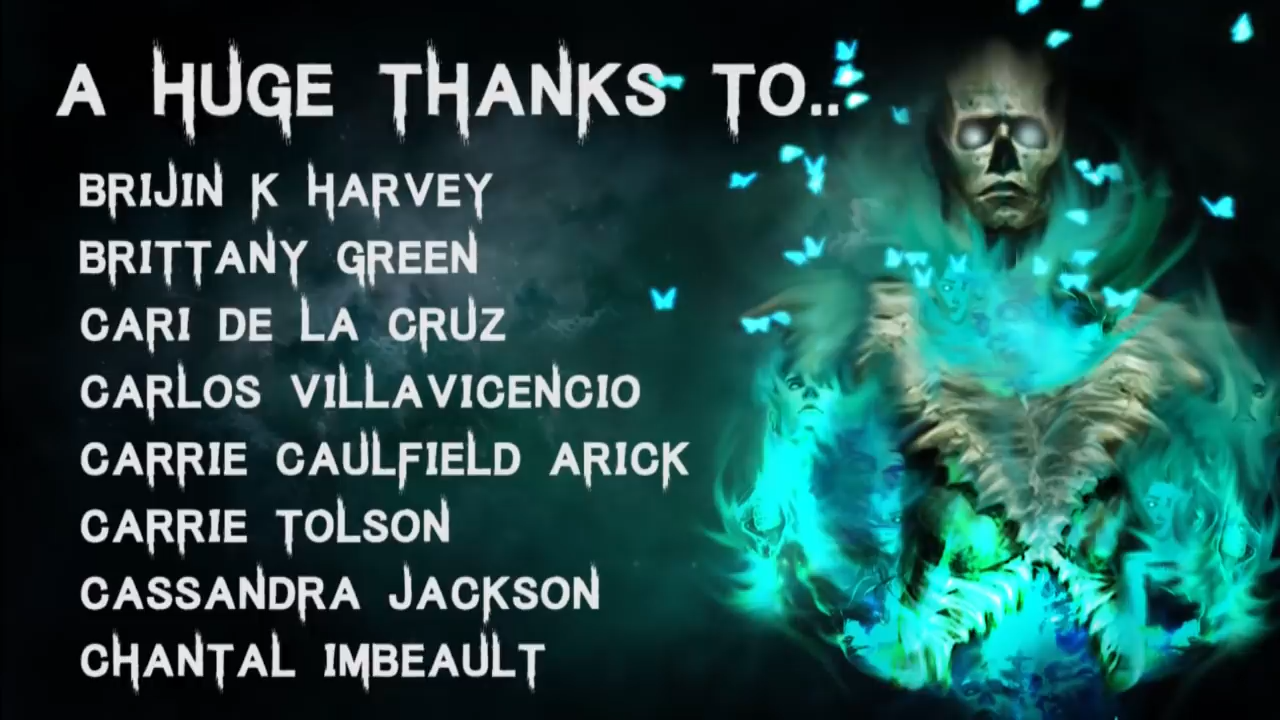 A HUGE THANKS TO..
BRIJIN K HARVEY
BRITTANY GREEN
CARI DE LA CRUZ
CARLOS VILLAVICENCIO
CARRIE CAULFIELD ARICK
CARRIE TOLSON
CASSANDRA JACKSON
CHANTAL IMBEAULT